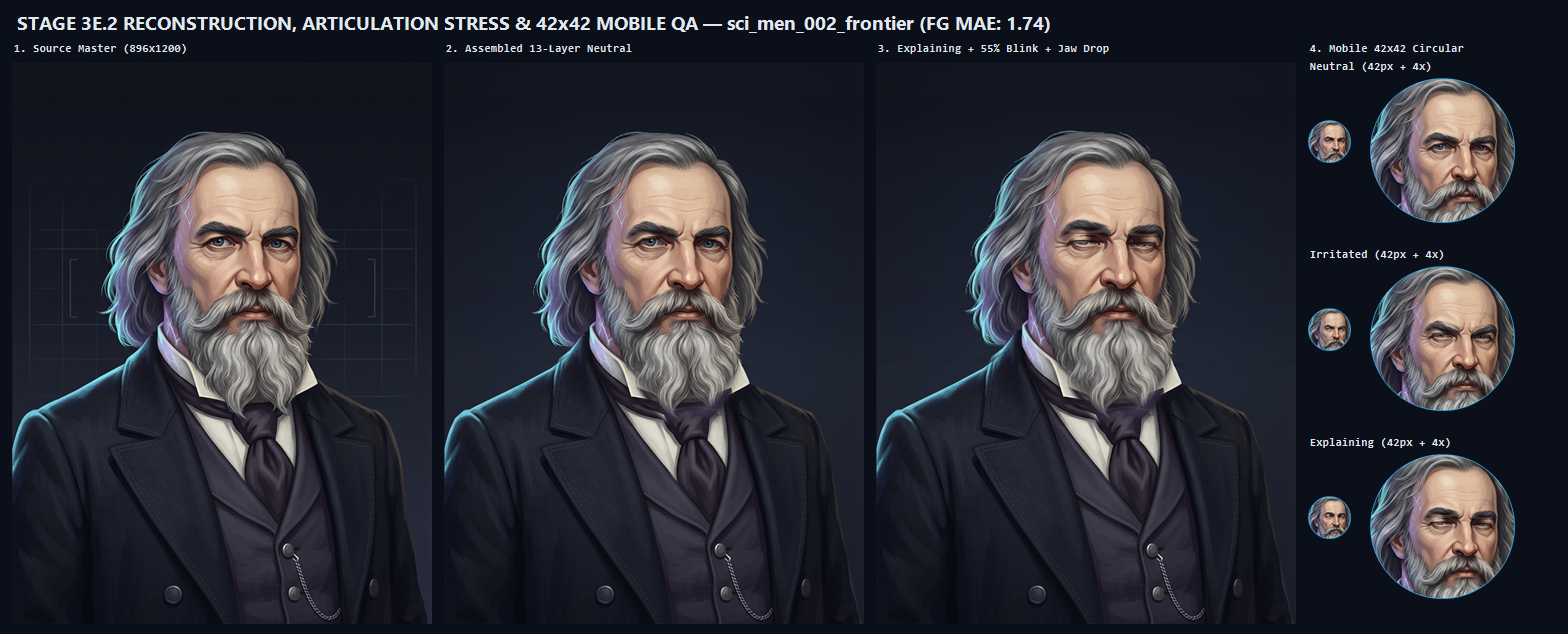 STAGE 3E.2 RECONSTRUCTION, ARTICULATION STRESS & 42x42 MOBILE QA — sci_men_002_frontier (FG MAE: 1.74)
1. Source Master (896x1200)
2. Assembled 13-Layer Neutral
3. Explaining + 55% Blink + Jaw Drop
4. Mobile 42x42 Circular
Neutral (42px + 4x)
Irritated (42px + 4x)
Explaining (42px + 4x)